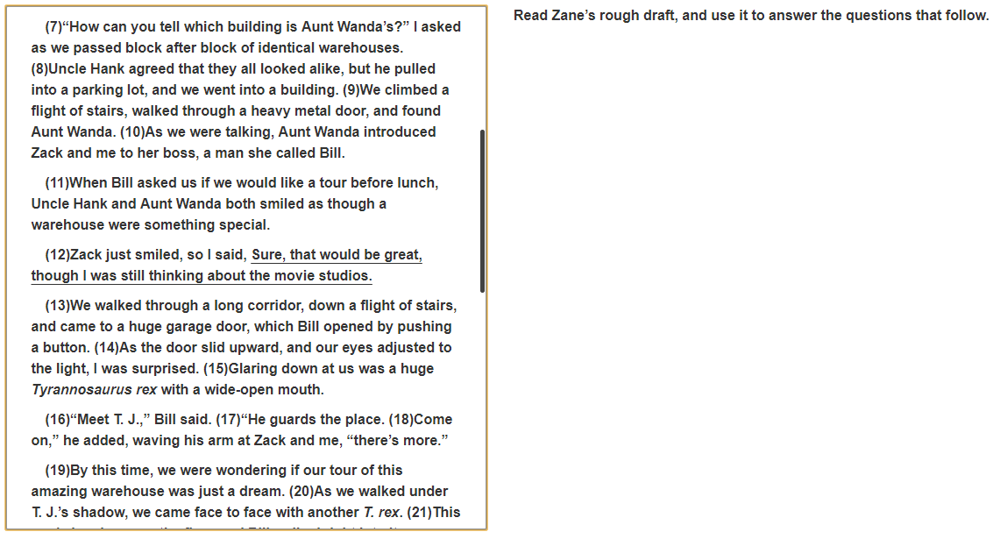 (7)“How can you tell which building is Aunt Wanda’s?” I asked
as we passed block after block of identical warehouses.
(8)Uncle Hank agreed that they all looked alike, but he pulled
into a parking lot, and we went into a building. (9)We climbed a
flight of stairs, walked through a heavy metal door, and found
Aunt Wanda. (10)As we were talking, Aunt Wanda introduced
Zack and me to her boss, a man she called Bill.
(11)When Bill asked us if we would like a tour before lunch,
Uncle Hank and Aunt Wanda both smiled as though a
warehouse were something special.
(12)Zack just smiled, so I said, Sure, that would be great,
though I was still thinking about the movie studios.
(13)We walked through a long corridor, down a flight of stairs,
and came to a huge garage door, which Bill opened by pushing
a button. (14)As the door slid upward, and our eyes adjusted to
the light, I was surprised. (15)Glaring down at us was a huge
Tyrannosaurus rex with a wide-open mouth.
(16)“Meet T. J.,” Bill said. (17)“He guards the place. (18)Come
on,” he added, waving his arm at Zack and me, “there’s more.”
(19)By this time, we were wondering if our tour of this
amazing warehouse was just a dream. (20)As we walked under
T. J.’s shadow, we came face to face with another T. rex. (21)This
Read Zane’s rough draft, and use it to answer the questions that follow.